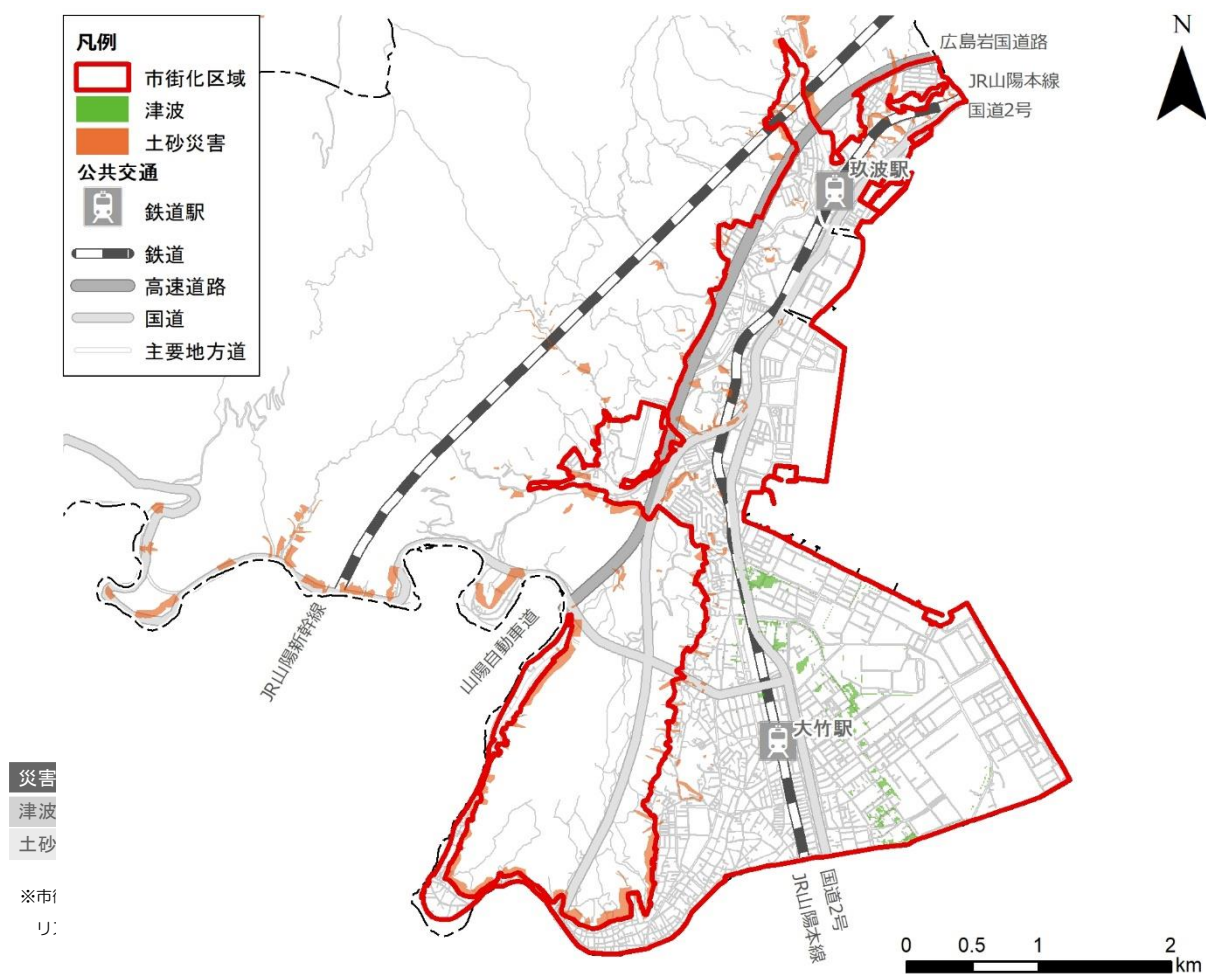 凡例
市街化区域
津波
土砂災害
公共交通
鉄道駅
鉄道
高速道路
国道
主要地方道
N
広島岩国道路
JR山陽本線
国道2号
玖波駅
JR山陽新幹線
山陽自動車道
大竹駅
災害
津波
土砂
※市
JR山陽本線
国道2号
0 0.5 1 2
km